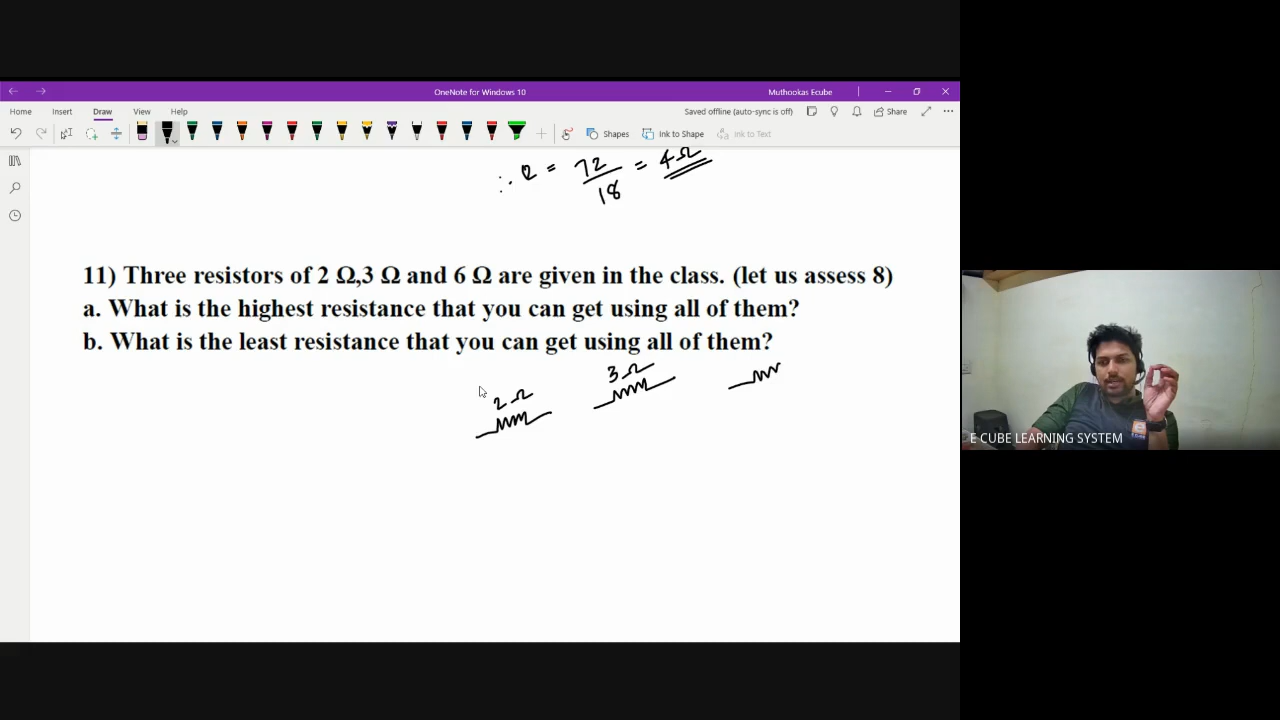 OneNote for Windows 10
Muthookas Ecube
Home Insert Draw View Help
Saved offline (auto-sync is off)
Share
Shapes
Ink to Shape
Ink to Text
∴ R = 72/18 = 4Ω
11) Three resistors of 2 Ω,3 Ω and 6 Ω are given in the class. (let us assess 8)
a. What is the highest resistance that you can get using all of them?
b. What is the least resistance that you can get using all of them?
2 Ω
3 Ω
E CUBE LEARNING SYSTEM